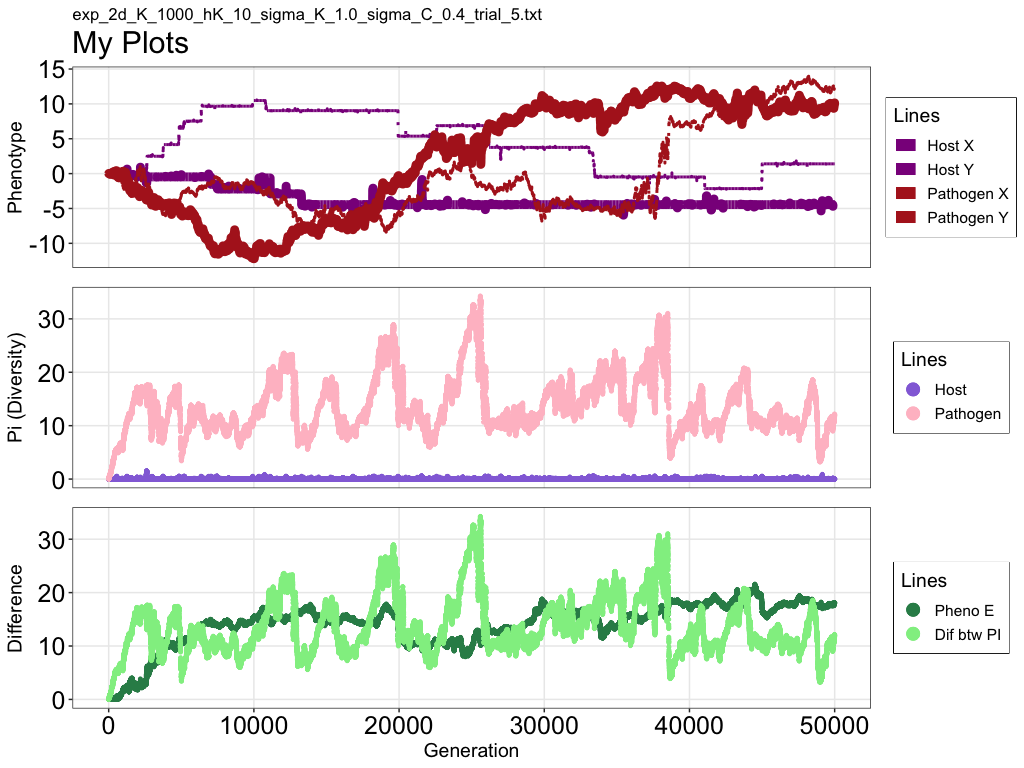 exp_2d_K_1000_hK_10_sigma_K_1.0_sigma_C_0.4_trial_5.txt
My Plots
Phenotype
15
10
5
0
-5
-10
Lines
Host X
Host Y
Pathogen X
Pathogen Y
Pi (Diversity)
30
20
10
0
Lines
Host
Pathogen
Difference
30
20
10
0
Lines
Pheno E
Dif btw PI
0 10000 20000 30000 40000 50000
Generation